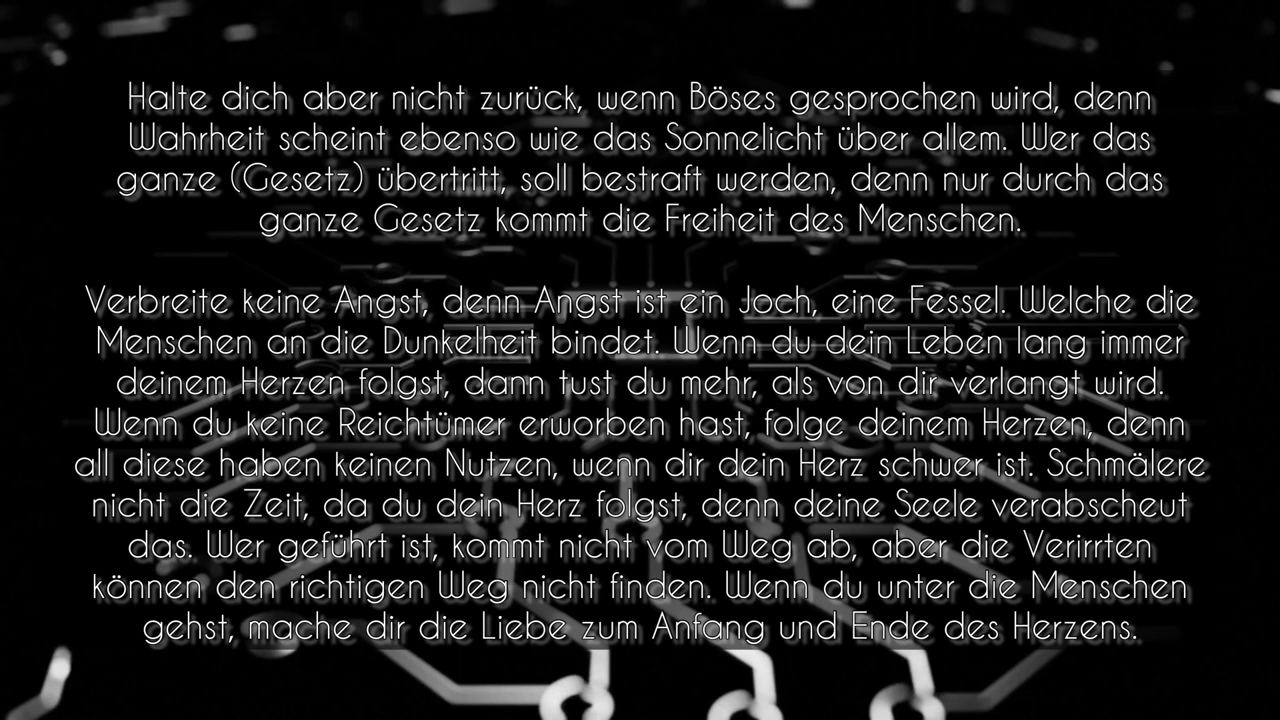 Halte dich aber nicht zurück, wenn Böses gesprochen wird, denn
Wahrheit scheint ebenso wie das Sonnelicht über allem. Wer das
ganze (Gesetz) übertritt, soll bestraft werden, denn nur durch das
ganze Gesetz kommt die Freiheit des Menschen.
Verbreite keine Angst, denn Angst ist ein Joch, eine Fessel. Welche die
Menschen an die Dunkelheit bindet. Wenn du dein Leben lang immer
deinem Herzen folgst, dann tust du mehr, als von dir verlangt wird.
Wenn du keine Reichtümer erworben hast, folge deinem Herzen, denn
all diese haben keinen Nutzen, wenn dir dein Herz schwer ist. Schmälere
nicht die Zeit, da du dein Herz folgst, denn deine Seele verabscheut
das. Wer geführt ist, kommt nicht vom Weg ab, aber die Verirrten
können den richtigen Weg nicht finden. Wenn du unter die Menschen
gehst, mache dir die Liebe zum Anfang und Ende des Herzens.